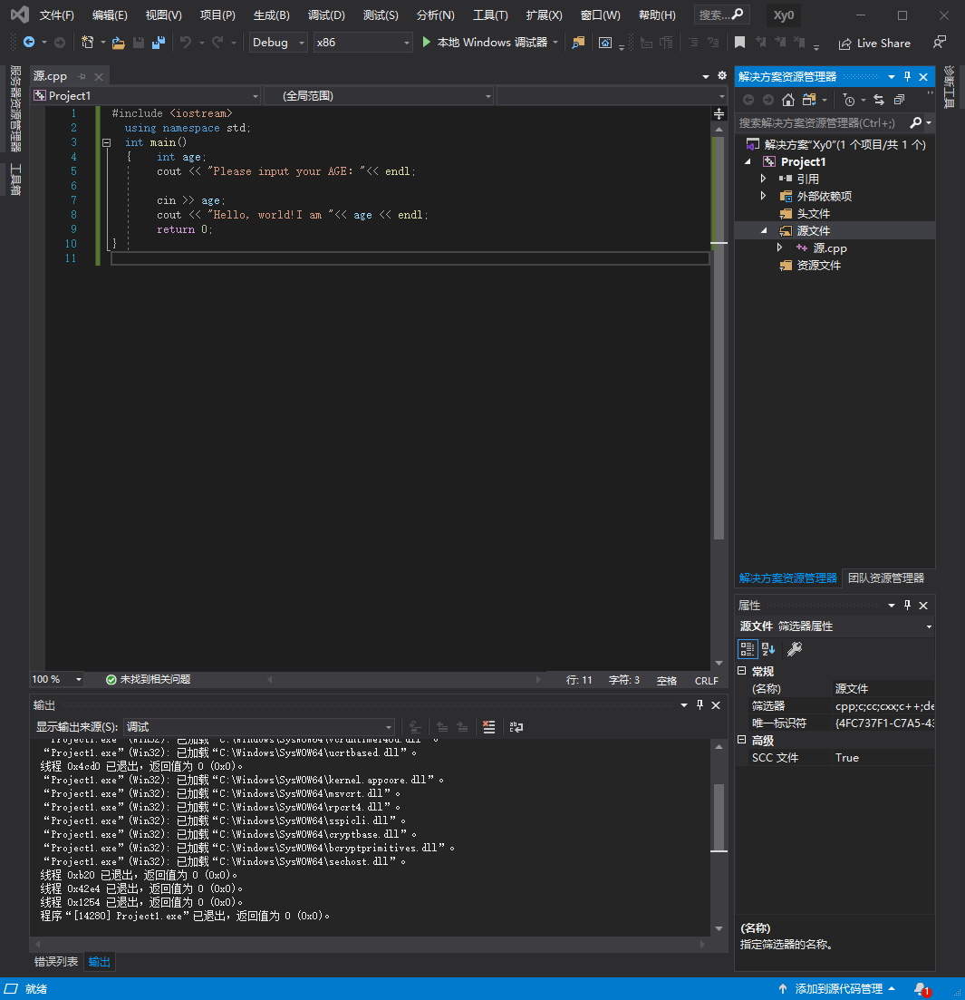 文件(F) 编辑(E) 视图(V) 项目(P) 生成(B) 调试(D) 测试(S) 分析(N) 工具(T) 扩展(X) 窗口(W) 帮助(H) 搜索... Xy0
Debug x86 本地 Windows 调试器 Live Share
服务器资源管理器
工具箱
源.cpp
Project1 (全局范围)
1 #include <iostream>
2 using namespace std;
3 int main()
4 { int age;
5 cout << "Please input your AGE: "<< endl;
6
7 cin >> age;
8 cout << "Hello, world!I am "<< age << endl;
9 return 0;
10 }
11
100 % 未找到相关问题 行: 11 字符: 3 空格 CRLF
输出
显示输出来源(S): 调试
“Project1.exe”(Win32): 已加载“C:\Windows\SysWOW64\vcruntime140d.dll”。
“Project1.exe”(Win32): 已加载“C:\Windows\SysWOW64\ucrtbased.dll”。
线程 0x4cd0 已退出，返回值为 0 (0x0)。
“Project1.exe”(Win32): 已加载“C:\Windows\SysWOW64\kernel.appcore.dll”。
“Project1.exe”(Win32): 已加载“C:\Windows\SysWOW64\msvcrt.dll”。
“Project1.exe”(Win32): 已加载“C:\Windows\SysWOW64\rpcrt4.dll”。
“Project1.exe”(Win32): 已加载“C:\Windows\SysWOW64\sspicli.dll”。
“Project1.exe”(Win32): 已加载“C:\Windows\SysWOW64\cryptbase.dll”。
“Project1.exe”(Win32): 已加载“C:\Windows\SysWOW64\bcryptprimitives.dll”。
“Project1.exe”(Win32): 已加载“C:\Windows\SysWOW64\sechost.dll”。
线程 0xb20 已退出，返回值为 0 (0x0)。
线程 0x42e4 已退出，返回值为 0 (0x0)。
线程 0x1254 已退出，返回值为 0 (0x0)。
程序“[14280] Project1.exe”已退出，返回值为 0 (0x0)。
错误列表 输出
解决方案资源管理器
搜索解决方案资源管理器(Ctrl+;)
解决方案"Xy0"(1 个项目/共 1 个)
Project1
引用
外部依赖项
头文件
源文件
源.cpp
资源文件
解决方案资源管理器 团队资源管理器
属性
源文件 筛选器属性
常规
(名称) 源文件
筛选器 cpp;c;cc;cxx;c++;de
唯一标识符 {4FC737F1-C7A5-43
高级
SCC 文件 True
(名称)
指定筛选器的名称。
诊断工具
就绪 添加到源代码管理 1